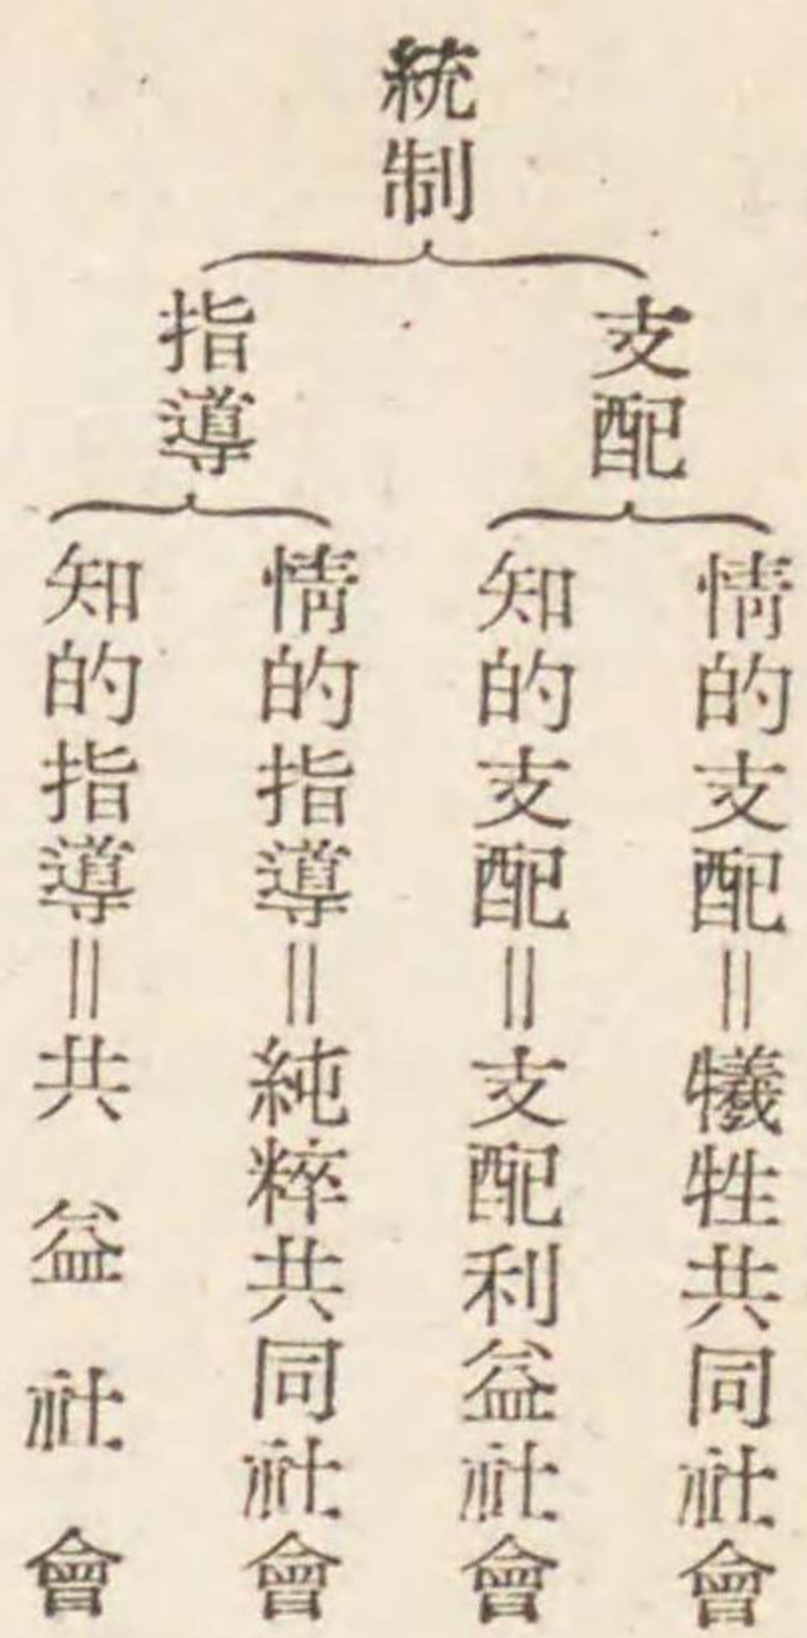 統制
支配
情的支配＝犧牲共同社會
知的支配＝支配利益社會
指導
情的指導＝純粹共同社會
知的指導＝共益社會